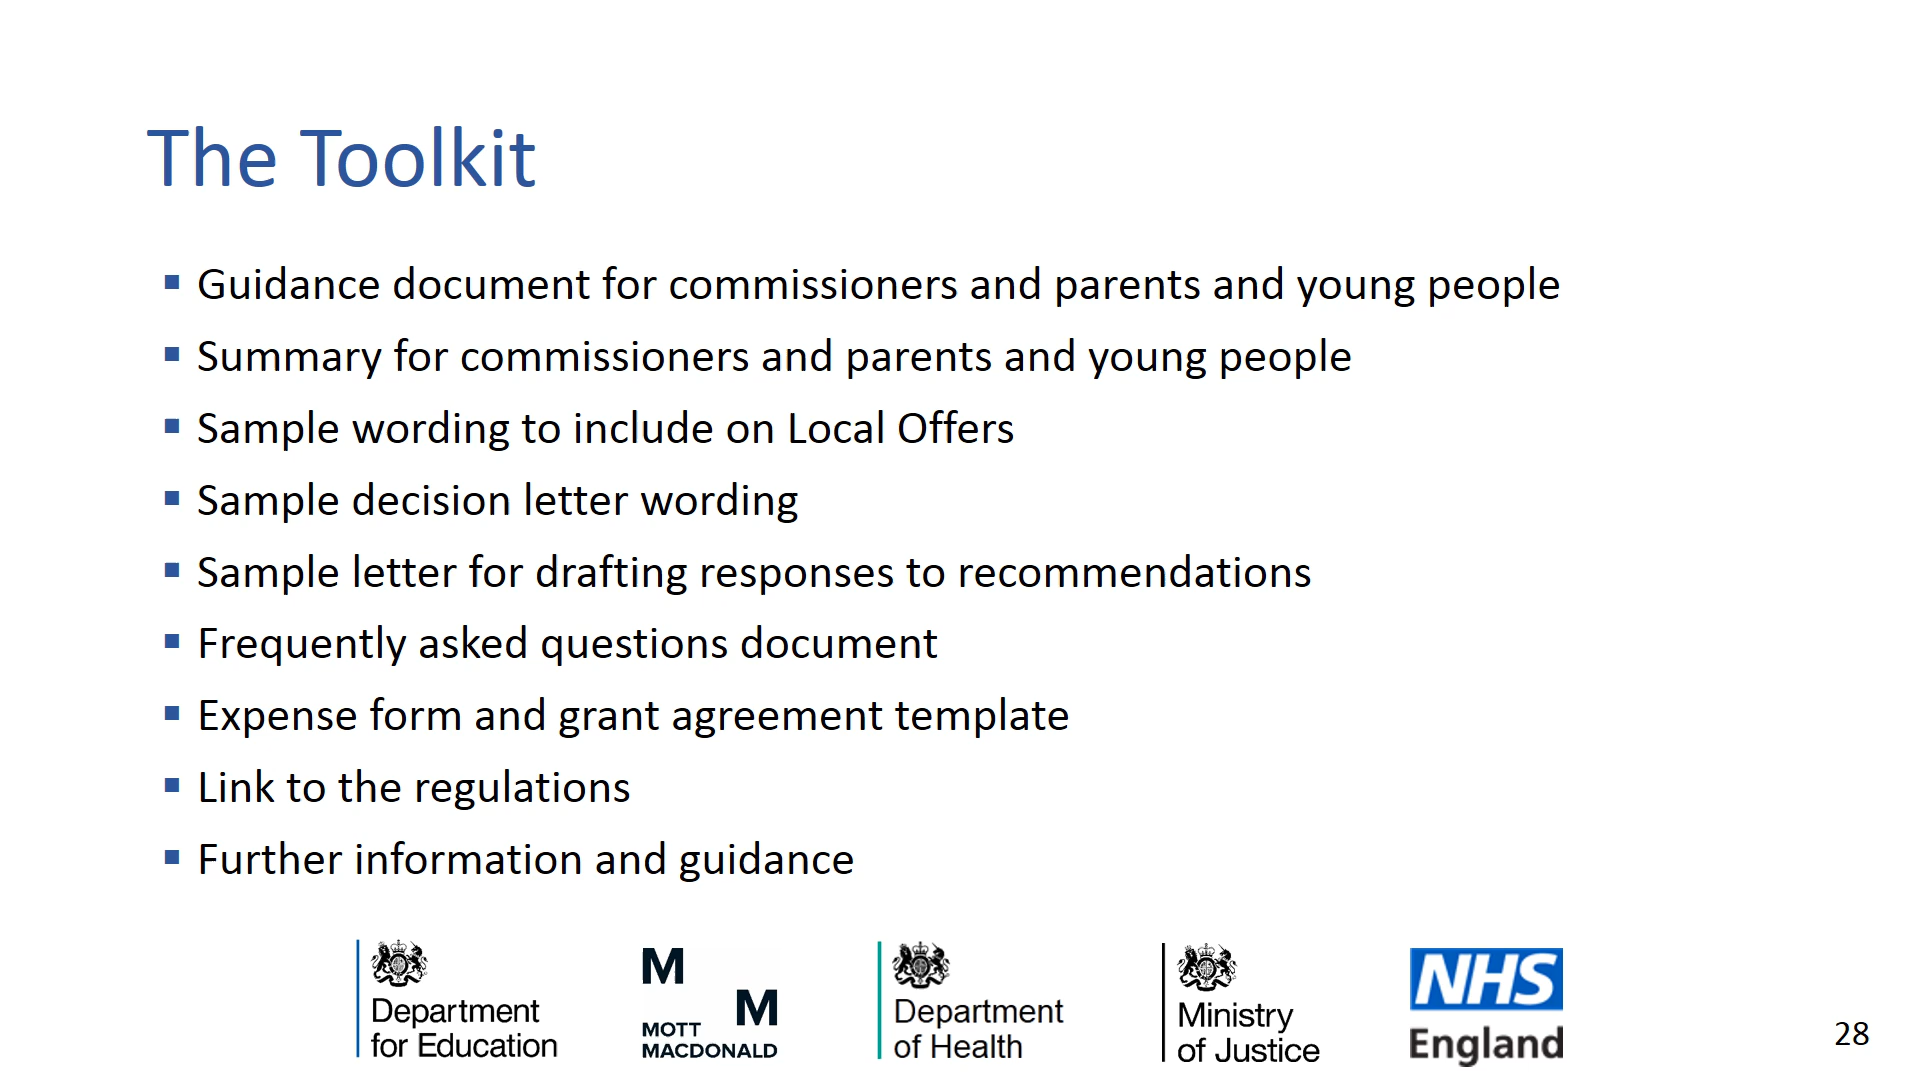 The Toolkit
▪ Guidance document for commissioners and parents and young people
▪ Summary for commissioners and parents and young people
▪ Sample wording to include on Local Offers
▪ Sample decision letter wording
▪ Sample letter for drafting responses to recommendations
▪ Frequently asked questions document
▪ Expense form and grant agreement template
▪ Link to the regulations
▪ Further information and guidance
Department
for Education
M
M
MOTT
MACDONALD
Department
of Health
Ministry
of Justice
NHS
England
28